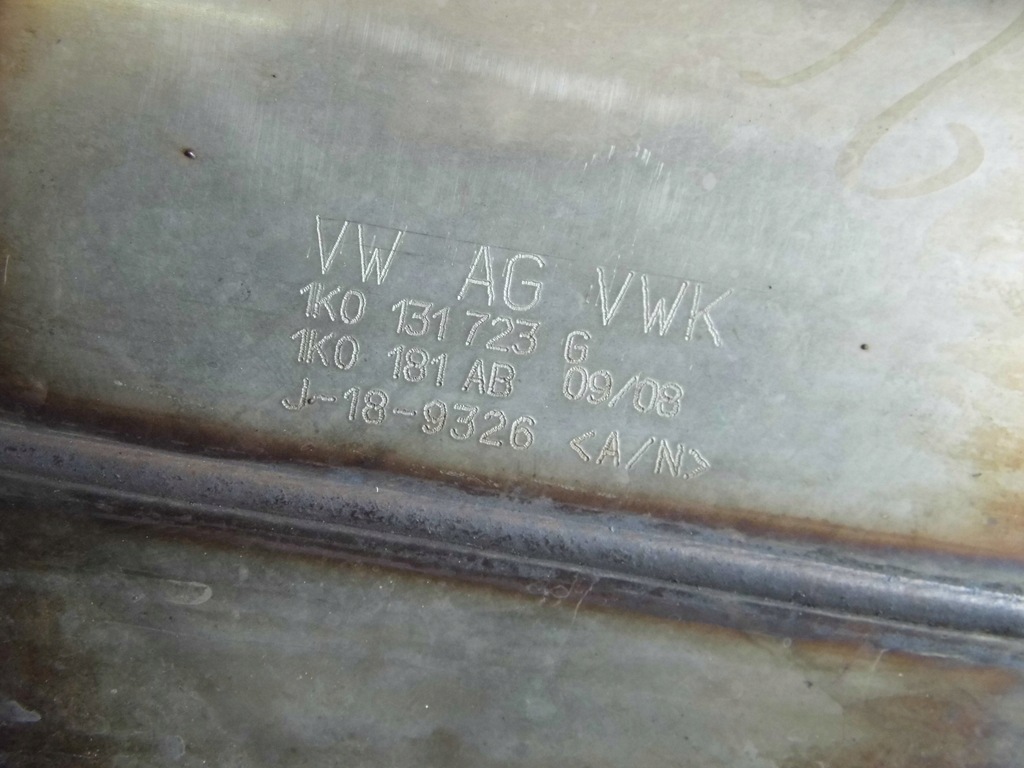 VW AG VWK
1K0 131 723 G
1K0 181 AB 09/08
J-18-9326 <A/N.>